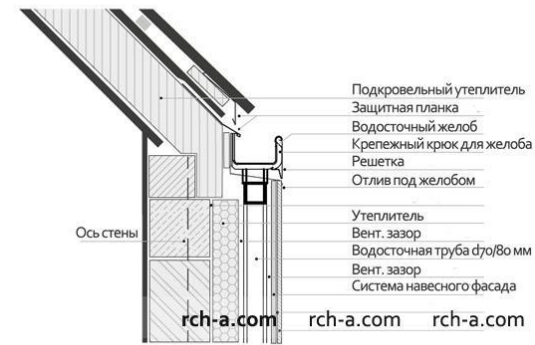 Подкровельный утеплитель
Защитная планка
Водосточный желоб
Крепежный крюк для желоба
Решетка
Отлив под желобом
Утеплитель
Ось стены
Вент. зазор
Водосточная труба d70/80 мм
Вент. зазор
Система навесного фасада
rch-a.com rch-a.com rch-a.com